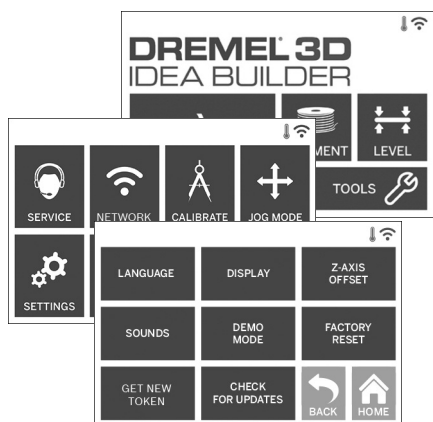 DREMEL® 3D
IDEA BUILDER
MENT
LEVEL
TOOLS
SERVICE
NETWORK
CALIBRATE
JOG MODE
SETTINGS
LANGUAGE
DISPLAY
Z-AXIS
OFFSET
SOUNDS
DEMO
MODE
FACTORY
RESET
GET NEW
TOKEN
CHECK
FOR UPDATES
BACK
HOME